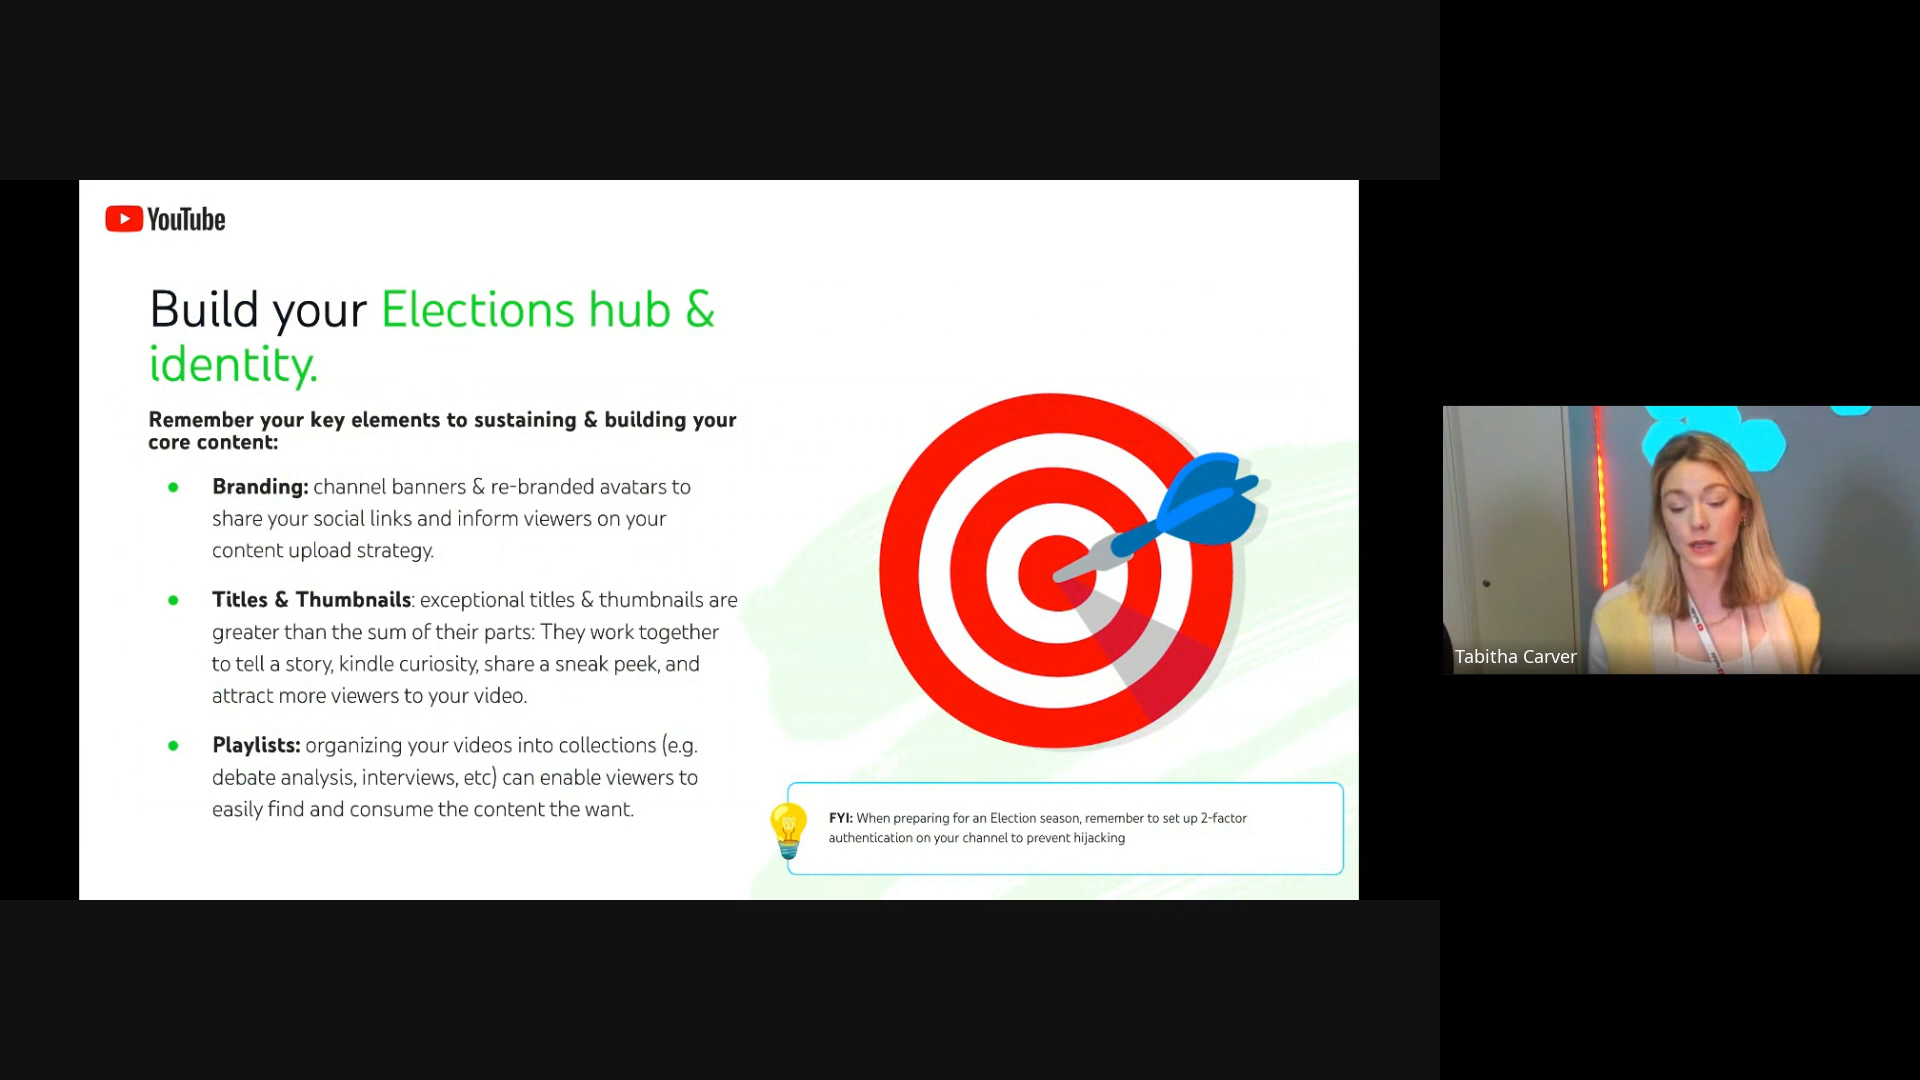 YouTube
Build your Elections hub &
identity.
Remember your key elements to sustaining & building your
core content:
● Branding: channel banners & re-branded avatars to
share your social links and inform viewers on your
content upload strategy.
● Titles & Thumbnails: exceptional titles & thumbnails are
greater than the sum of their parts: They work together
to tell a story, kindle curiosity, share a sneak peek, and
attract more viewers to your video.
● Playlists: organizing your videos into collections (e.g.
debate analysis, interviews, etc) can enable viewers to
easily find and consume the content the want.
FYI: When preparing for an Election season, remember to set up 2-factor
authentication on your channel to prevent hijacking
Tabitha Carver